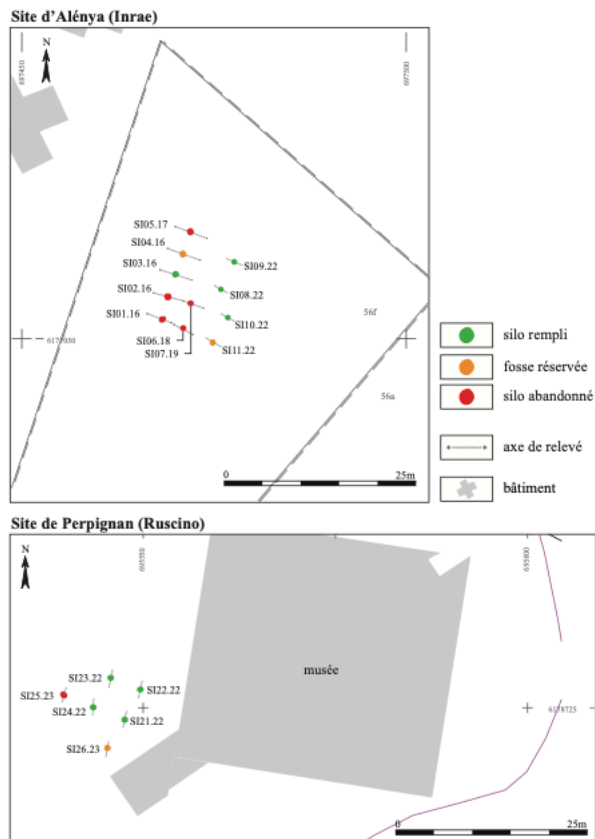 Site d'Alénya (Inrae)
N
697450
697500
SI05.17
SI04.16
SI03.16
SI09.22
SI02.16
SI08.22
SI01.16
SI10.22
56f
SI06.18
SI07.19
SI11.22
56a
silo rempli
fosse réservée
silo abandonné
axe de relevé
bâtiment
0
25m
Site de Perpignan (Ruscino)
N
695550
695600
musée
SI23.22
SI22.22
SI25.23
SI24.22
SI21.22
6178725
SI26.23
0
25m